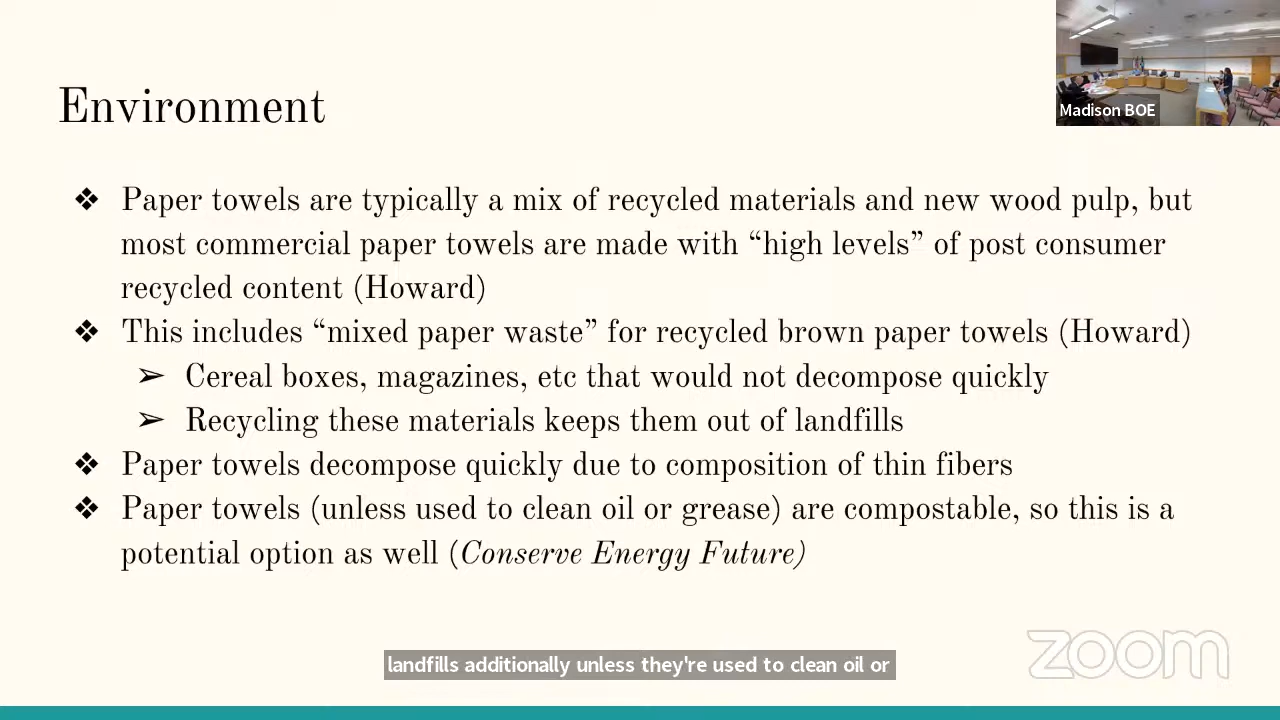 Madison BOE
Environment
❖ Paper towels are typically a mix of recycled materials and new wood pulp, but
most commercial paper towels are made with “high levels” of post consumer
recycled content (Howard)
❖ This includes “mixed paper waste” for recycled brown paper towels (Howard)
➢ Cereal boxes, magazines, etc that would not decompose quickly
➢ Recycling these materials keeps them out of landfills
❖ Paper towels decompose quickly due to composition of thin fibers
❖ Paper towels (unless used to clean oil or grease) are compostable, so this is a
potential option as well (Conserve Energy Future)
landfills additionally unless they're used to clean oil or
zoom